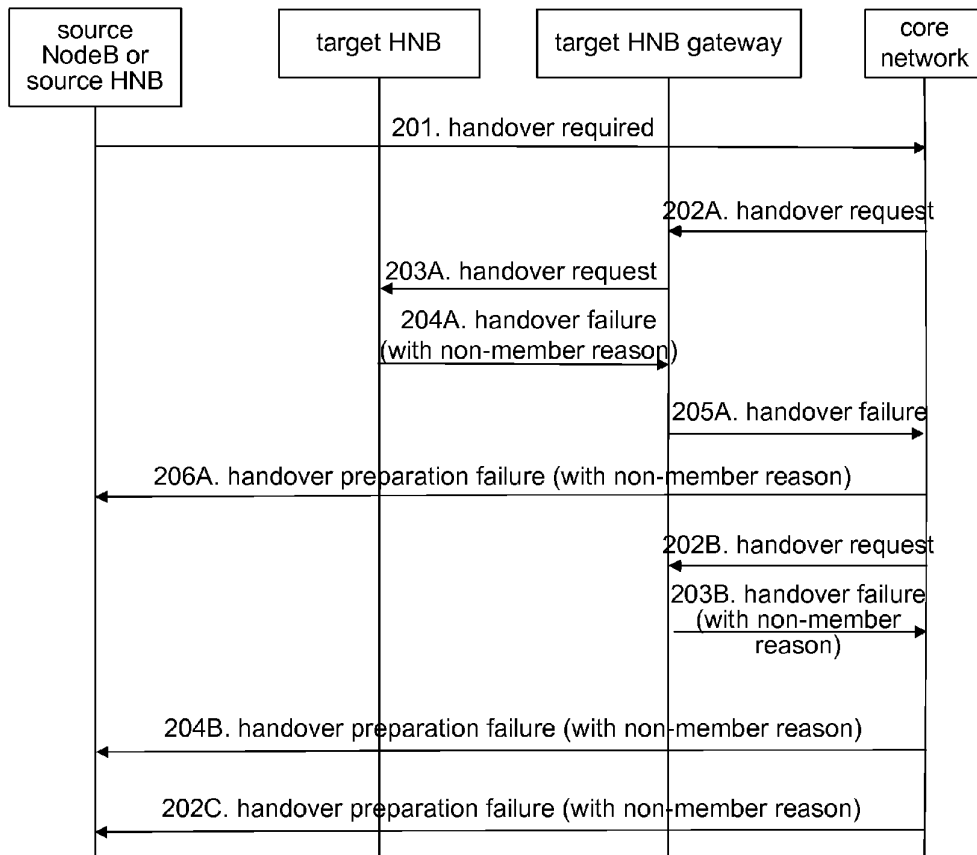 source
NodeB or
source HNB
target HNB
target HNB gateway
core
network
201. handover required
202A. handover request
203A. handover request
204A. handover failure
(with non-member reason)
205A. handover failure
206A. handover preparation failure (with non-member reason)
202B. handover request
203B. handover failure
(with non-member
reason)
204B. handover preparation failure (with non-member reason)
202C. handover preparation failure (with non-member reason)